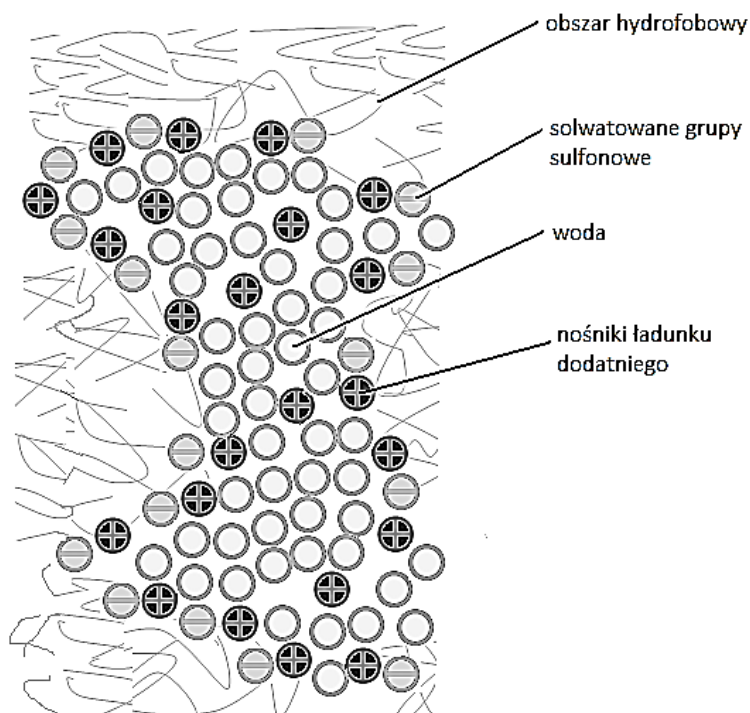 obszar hydrofobowy
solwatowane grupy
sulfonowe
woda
nośniki ładunku
dodatniego